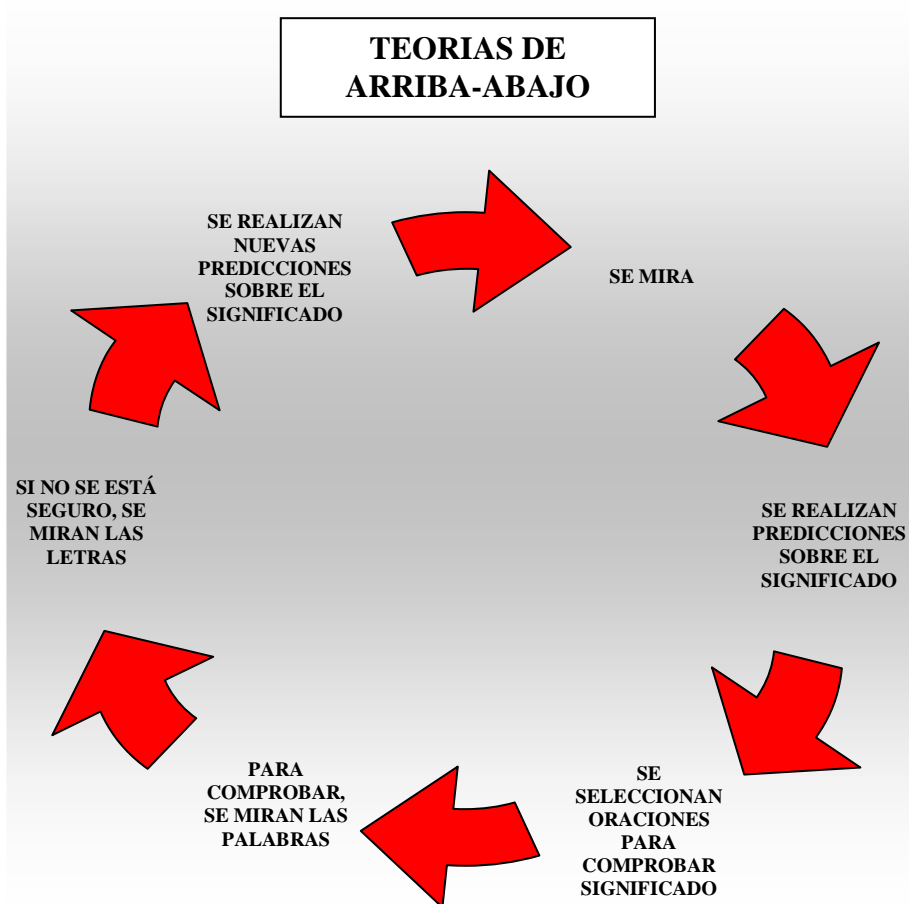 TEORIAS DE
ARRIBA-ABAJO
SE REALIZAN
NUEVAS
PREDICCIONES
SOBRE EL
SIGNIFICADO
SE MIRA
SE REALIZAN
PREDICCIONES
SOBRE EL
SIGNIFICADO
SE
SELECCIONAN
ORACIONES
PARA
COMPROBAR
SIGNIFICADO
PARA
COMPROBAR,
SE MIRAN LAS
PALABRAS
SI NO SE ESTÁ
SEGURO, SE
MIRAN LAS
LETRAS